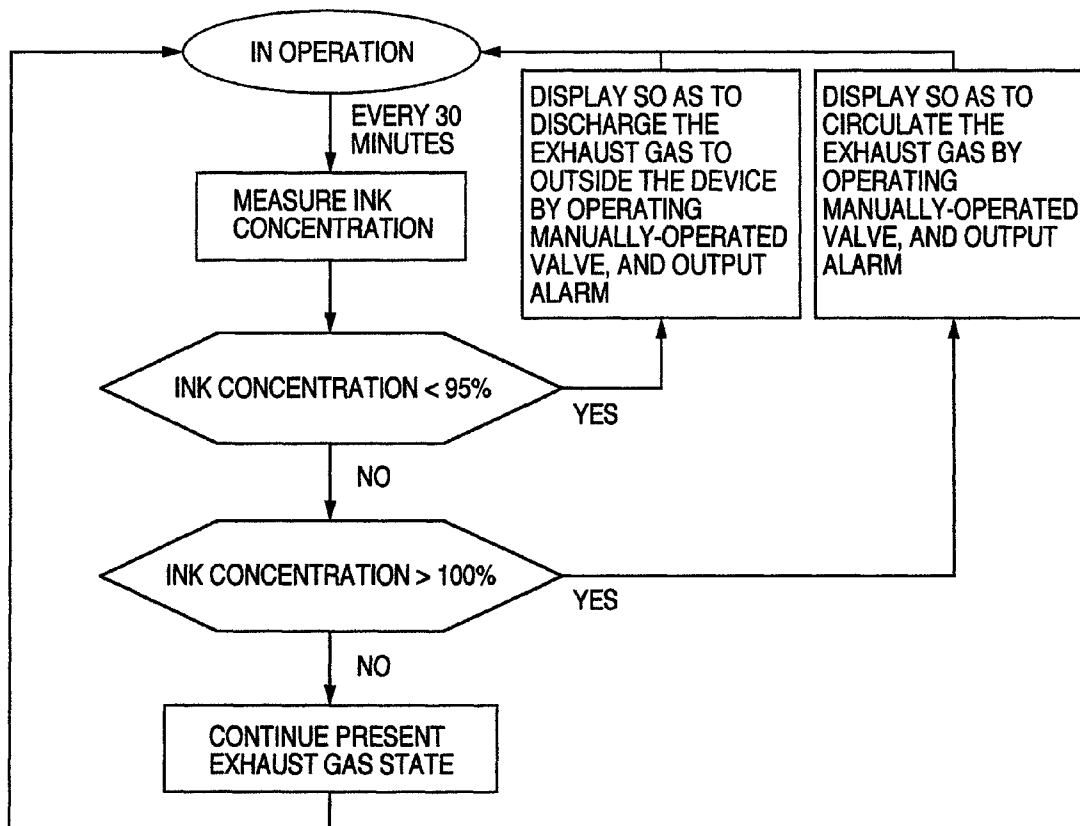 IN OPERATION
EVERY 30
MINUTES
MEASURE INK
CONCENTRATION
INK CONCENTRATION < 95%
YES
NO
INK CONCENTRATION > 100%
YES
NO
CONTINUE PRESENT
EXHAUST GAS STATE
DISPLAY SO AS TO
DISCHARGE THE
EXHAUST GAS TO
OUTSIDE THE DEVICE
BY OPERATING
MANUALLY-OPERATED
VALVE, AND OUTPUT
ALARM
DISPLAY SO AS TO
CIRCULATE THE
EXHAUST GAS BY
OPERATING
MANUALLY-OPERATED
VALVE, AND OUTPUT
ALARM